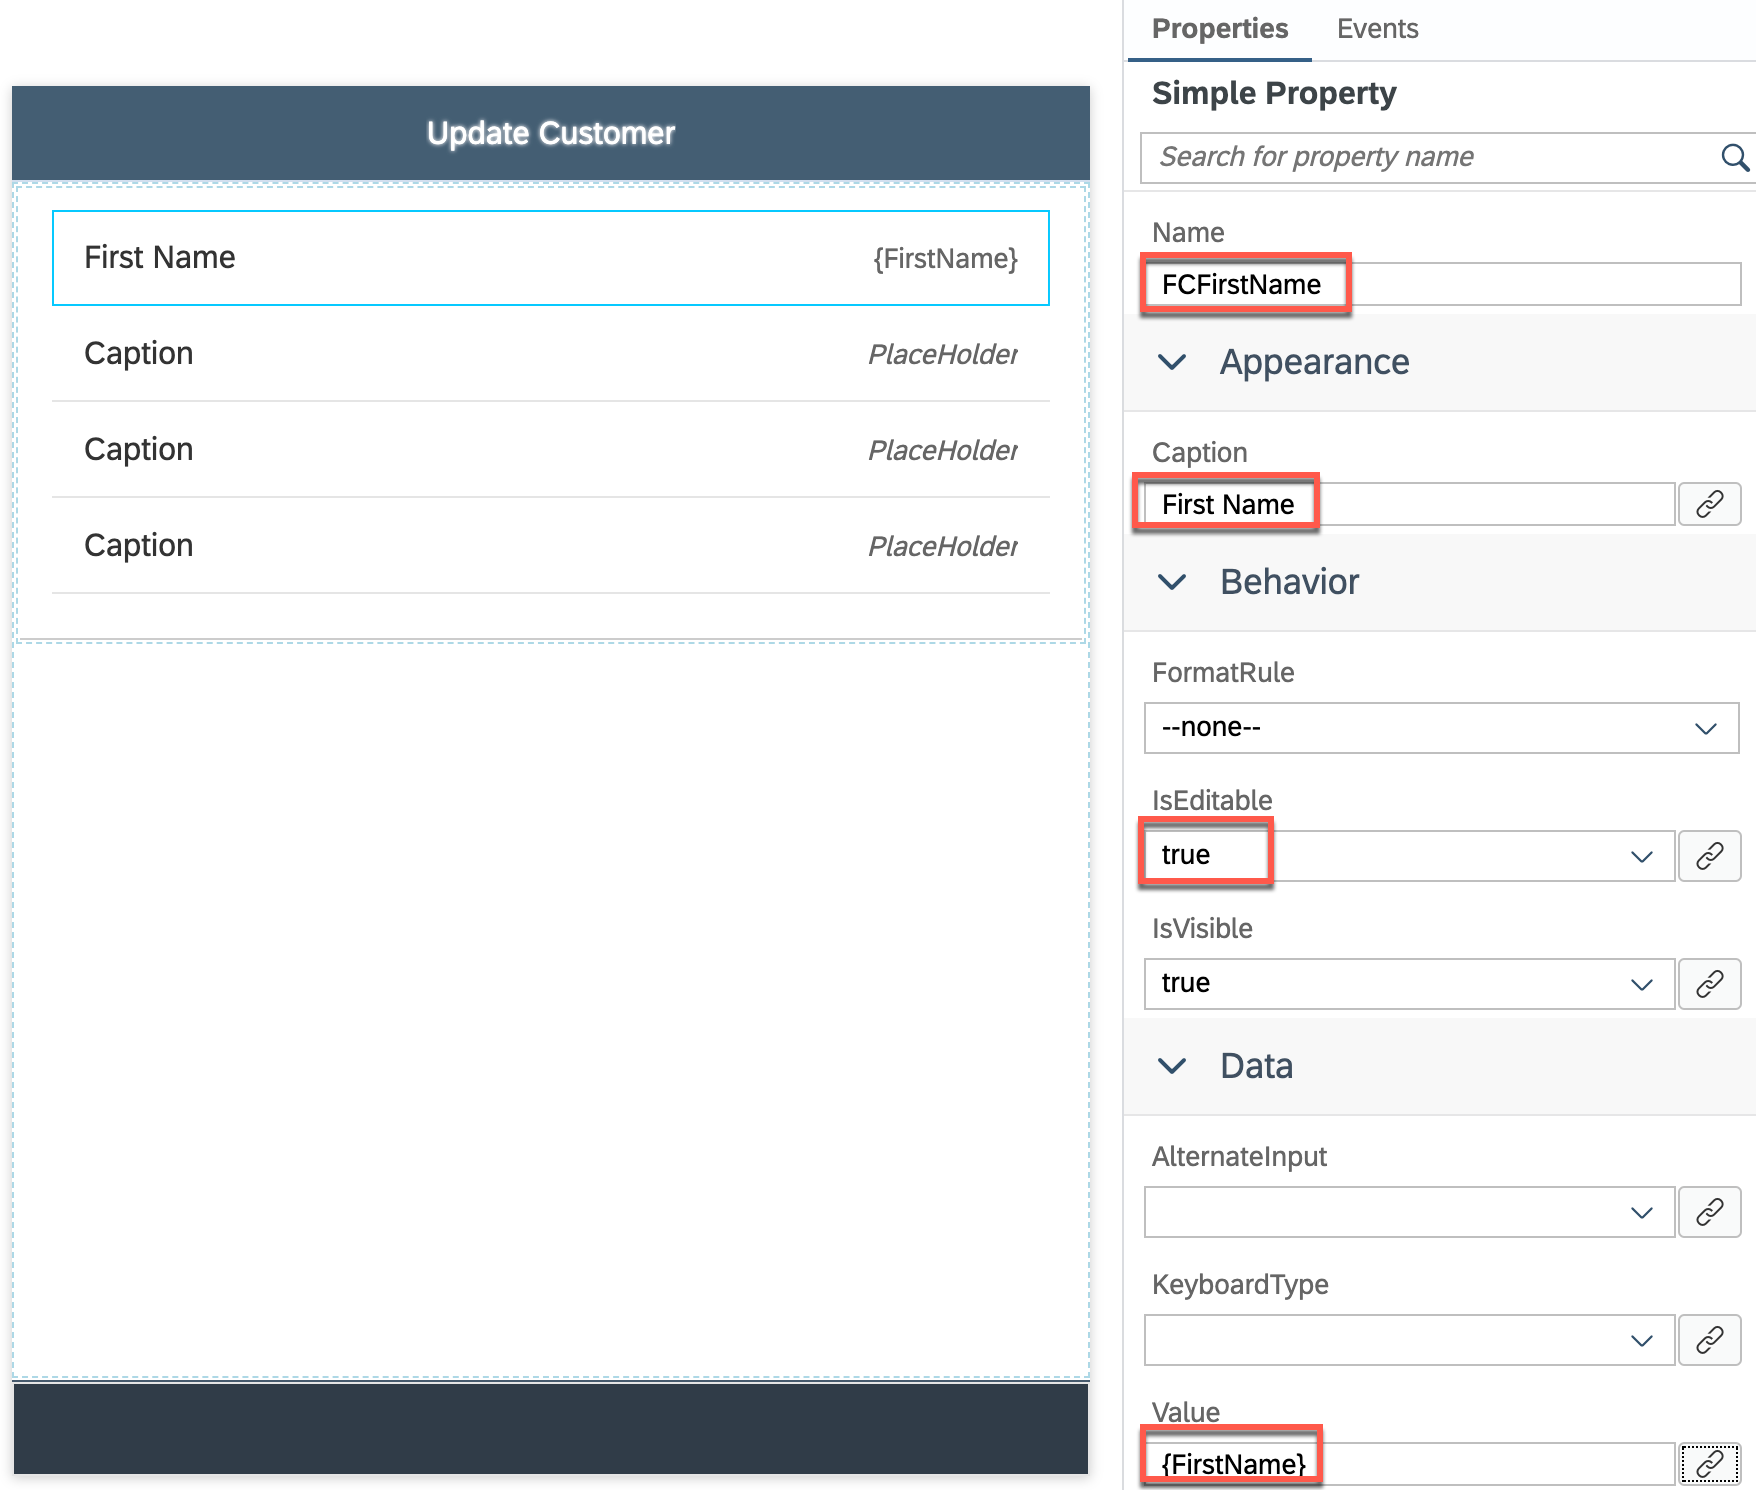 Update Customer
First Name {FirstName}
Caption PlaceHolder
Caption PlaceHolder
Caption PlaceHolder
Properties Events
Simple Property
Search for property name
Name
FCFirstName
Appearance
Caption
First Name
Behavior
FormatRule
--none--
IsEditable
true
IsVisible
true
Data
AlternateInput
KeyboardType
Value
{FirstName}